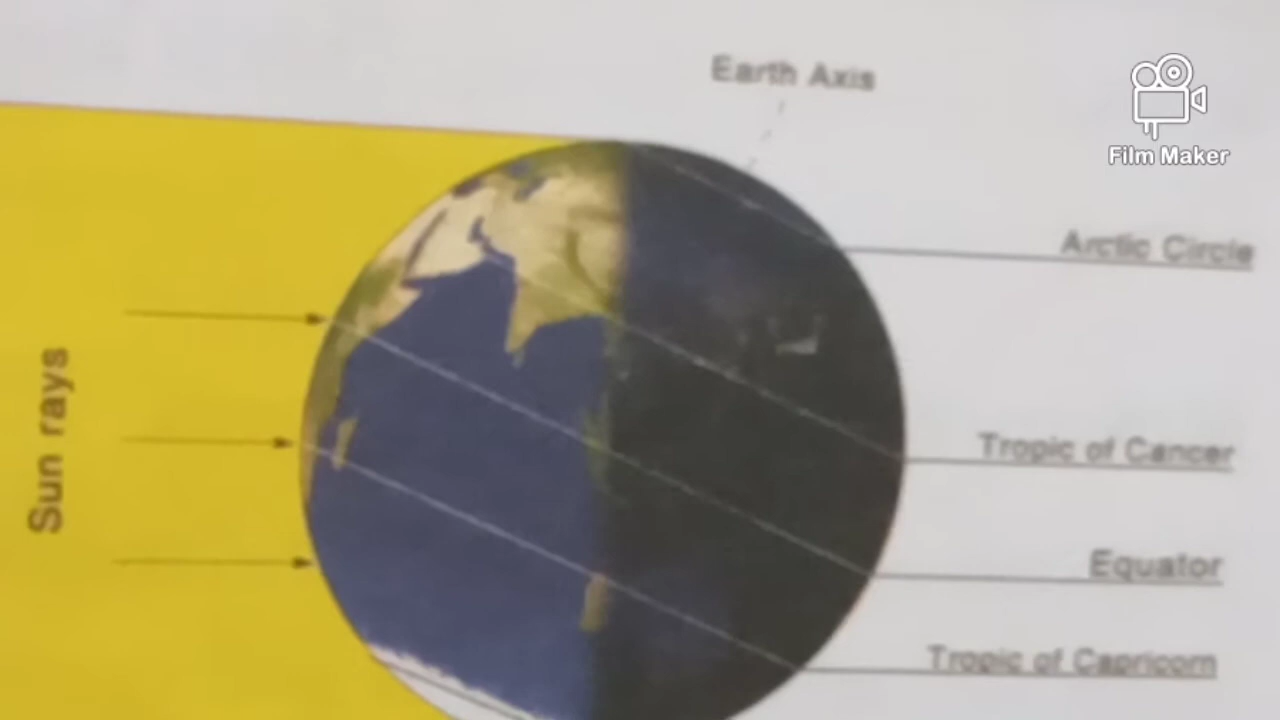 Earth Axis
Film Maker
Arctic Circle
Sun rays
Tropic of Cancer
Equator
Tropic of Capricorn